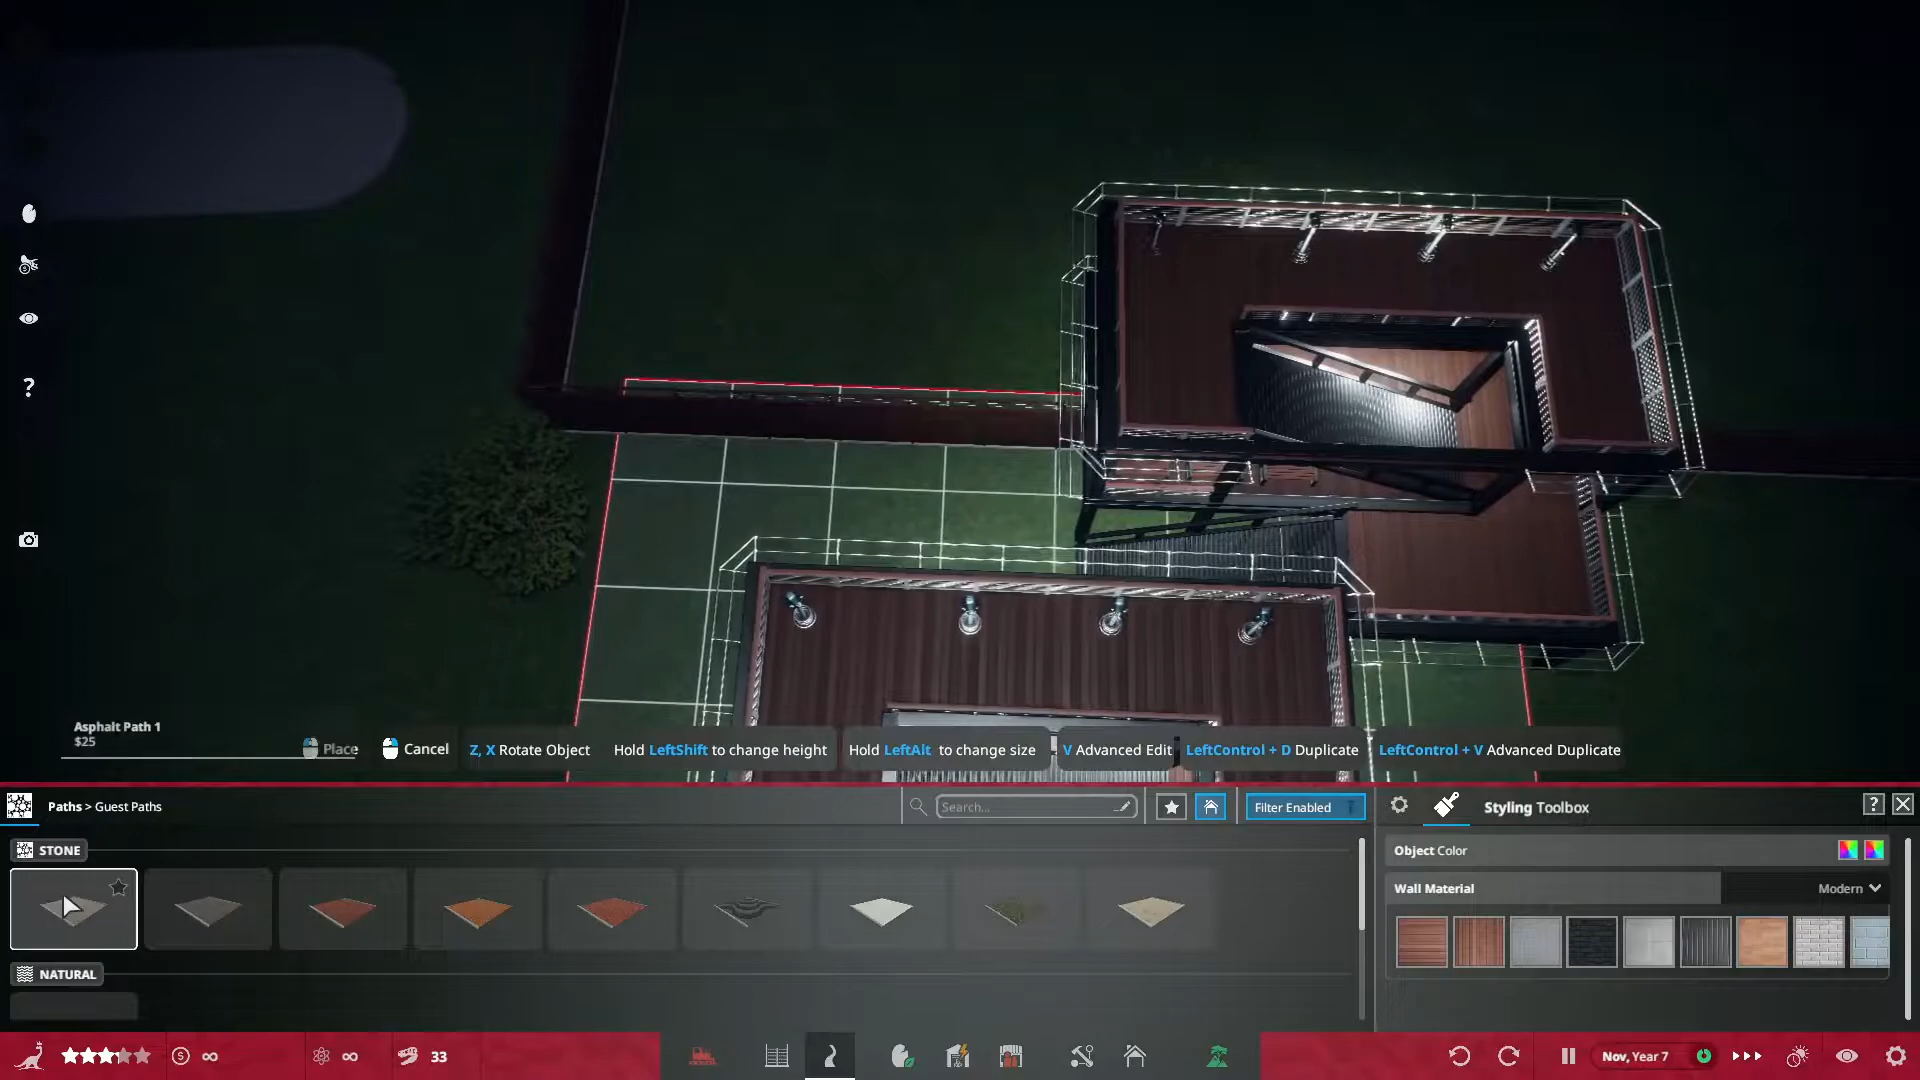 Asphalt Path 1
$25
Place
Cancel
Z, X Rotate Object
Hold LeftShift to change height
Hold LeftAlt to change size
V Advanced Edit
LeftControl + D Duplicate
LeftControl + V Advanced Duplicate
Paths > Guest Paths
Search...
Filter Enabled
Styling Toolbox
?
STONE
Object Color
Wall Material
Modern
NATURAL
∞
∞
33
Nov, Year 7